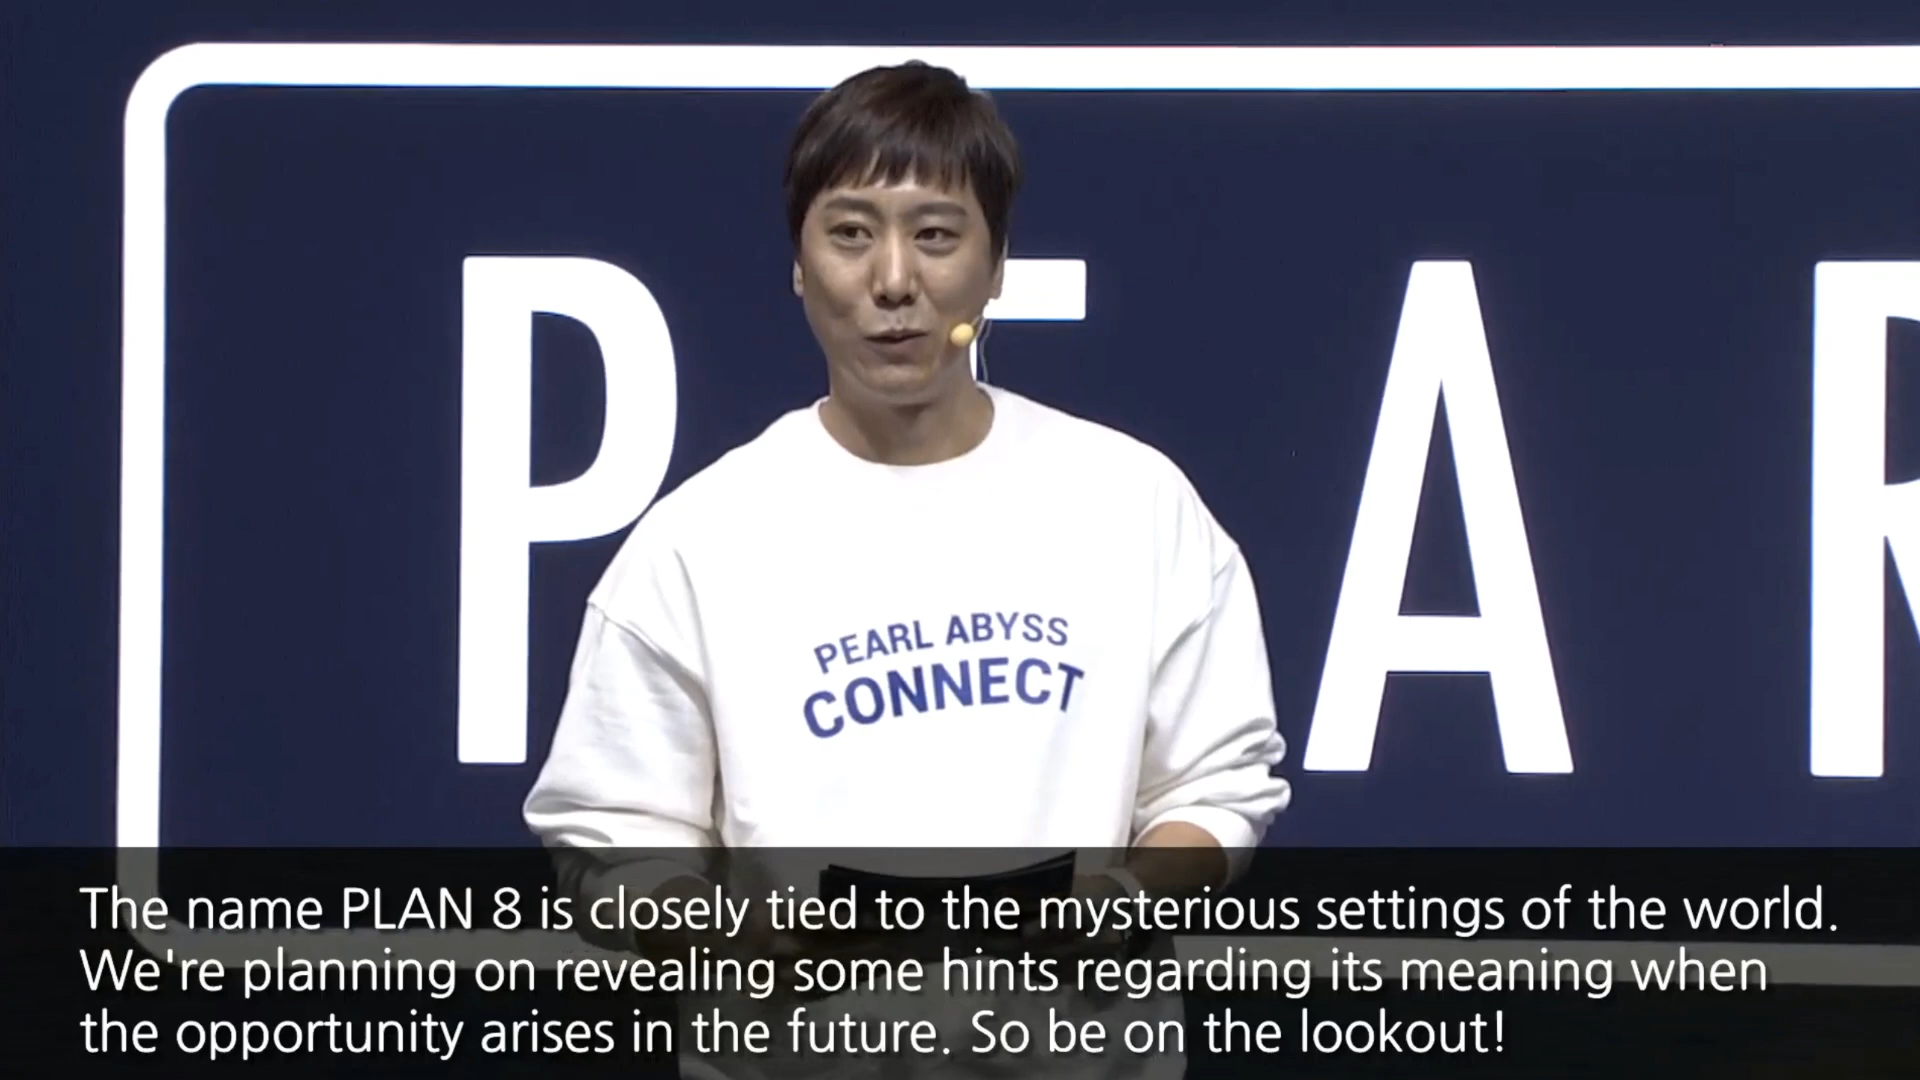 PEAR
PEARL ABYSS
CONNECT
The name PLAN 8 is closely tied to the mysterious settings of the world.
We're planning on revealing some hints regarding its meaning when
the opportunity arises in the future. So be on the lookout!